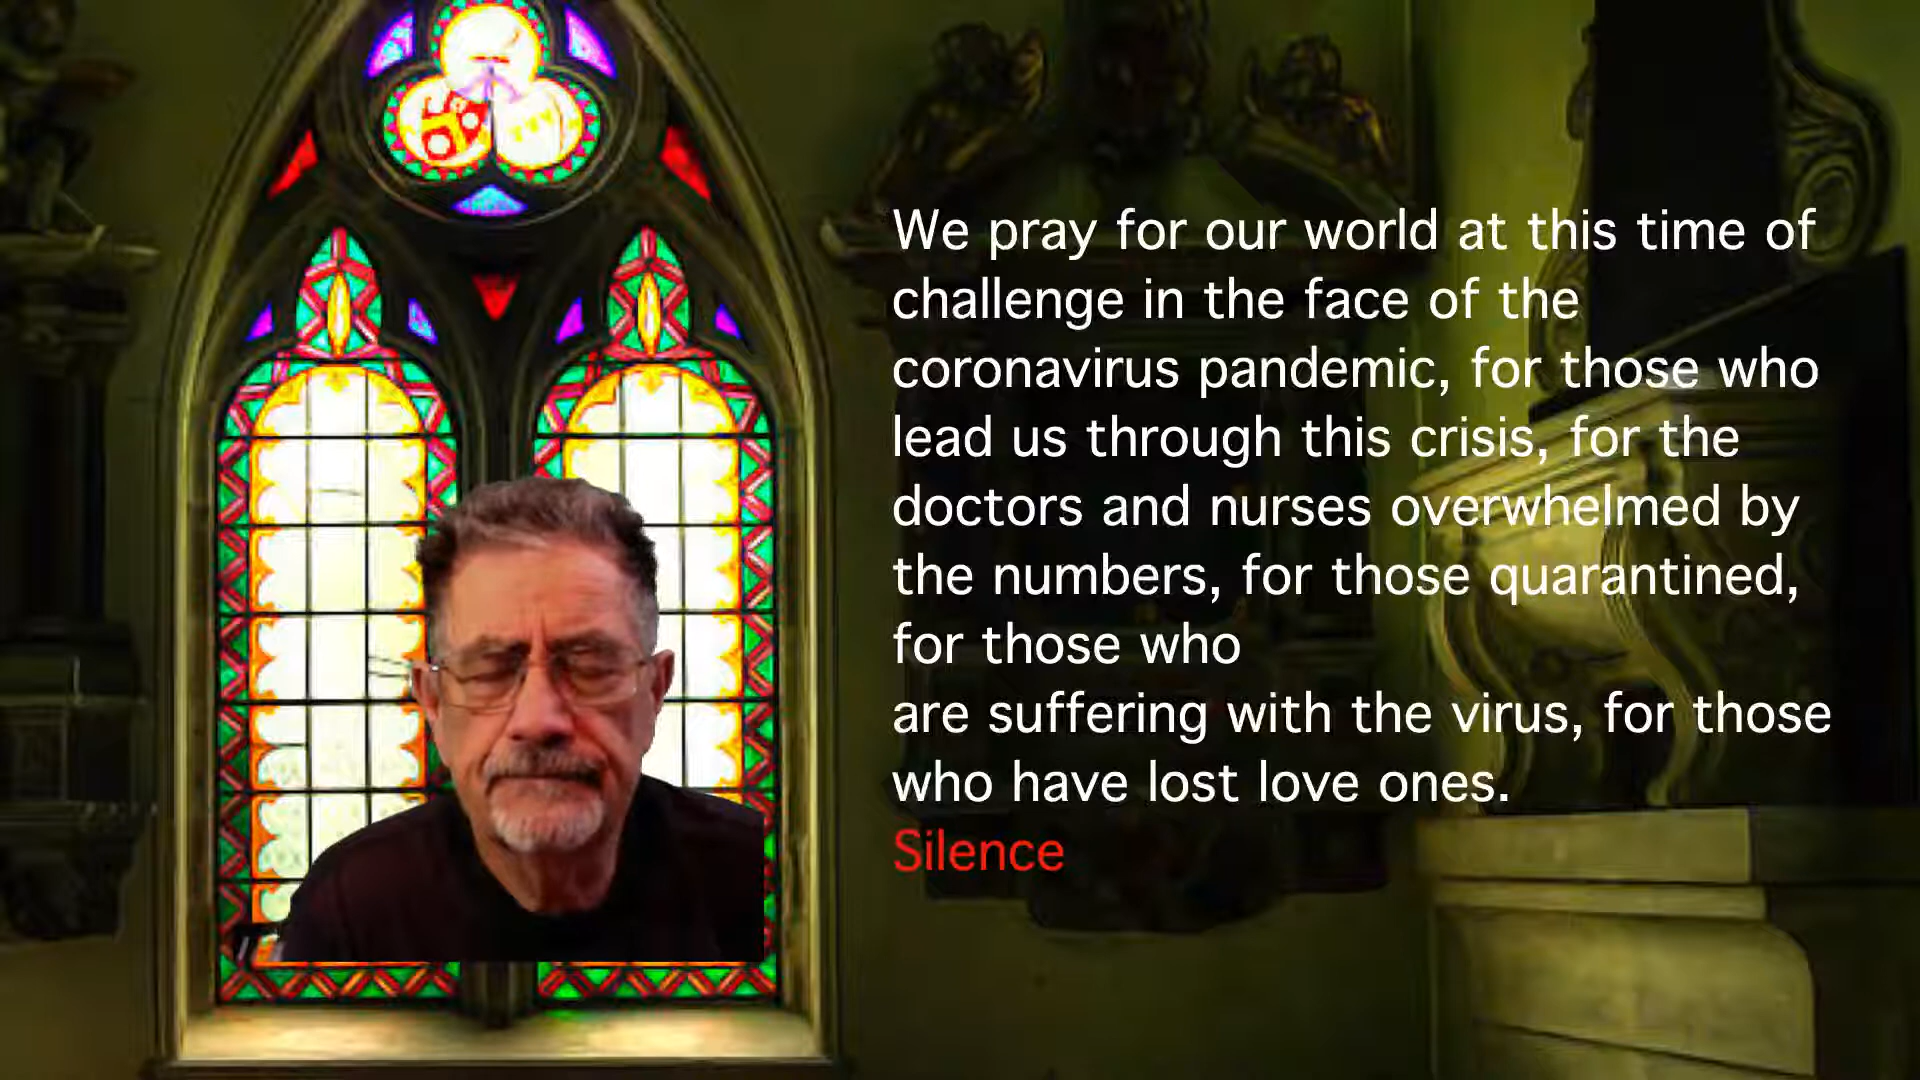 We pray for our world at this time of
challenge in the face of the
coronavirus pandemic, for those who
lead us through this crisis, for the
doctors and nurses overwhelmed by
the numbers, for those quarantined,
for those who
are suffering with the virus, for those
who have lost love ones.
Silence